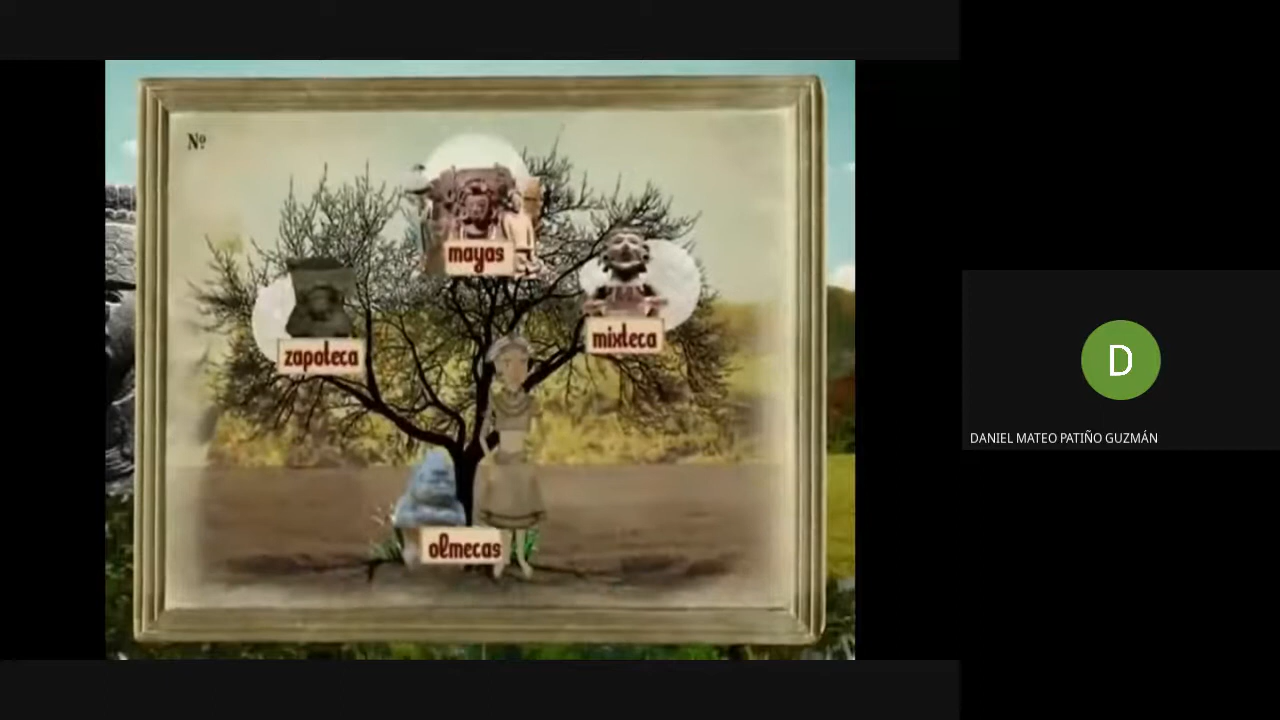 Nº
mayas
mixteca
zapoteca
olmecas
D
DANIEL MATEO PATIÑO GUZMÁN